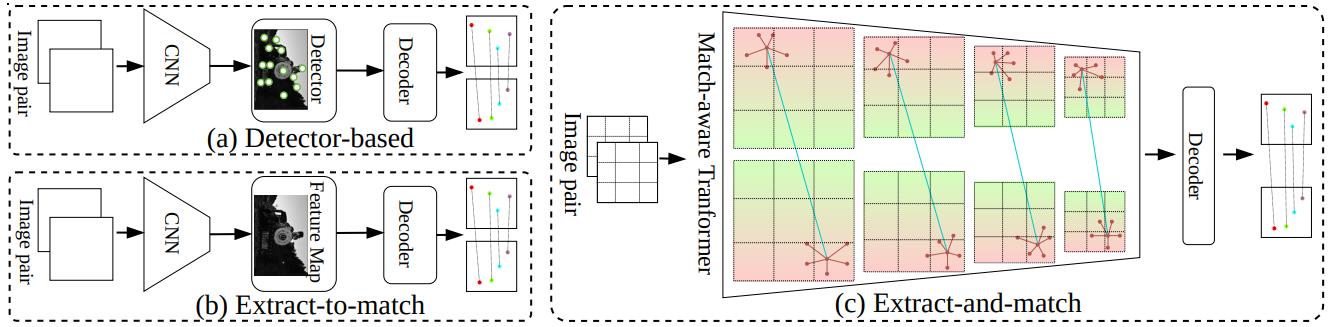 Image pair
CNN
Detector
Decoder
(a) Detector-based
Image pair
CNN
Feature Map
Decoder
(b) Extract-to-match
Image pair
Match-aware Tranformer
Decoder
(c) Extract-and-match